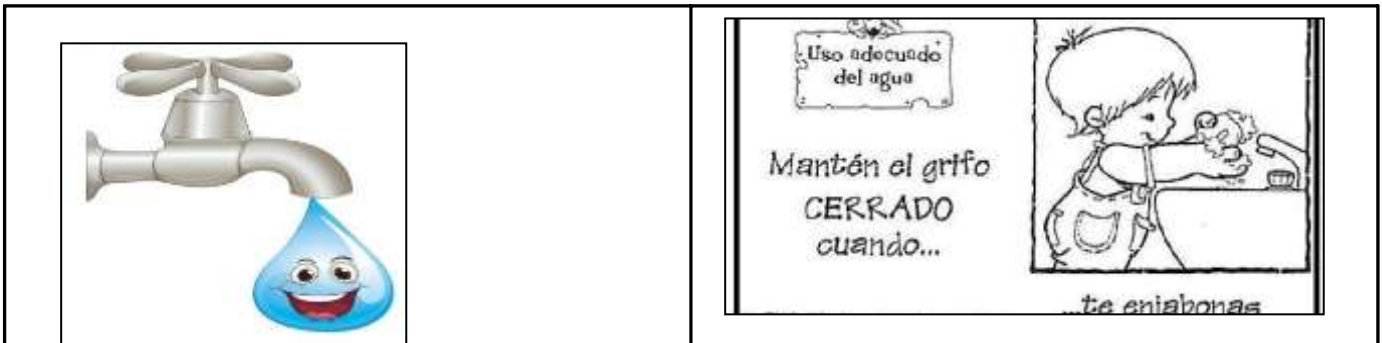 Uso adecuado
del agua
Mantén el grifo
CERRADO
cuando...
...te enjabonas